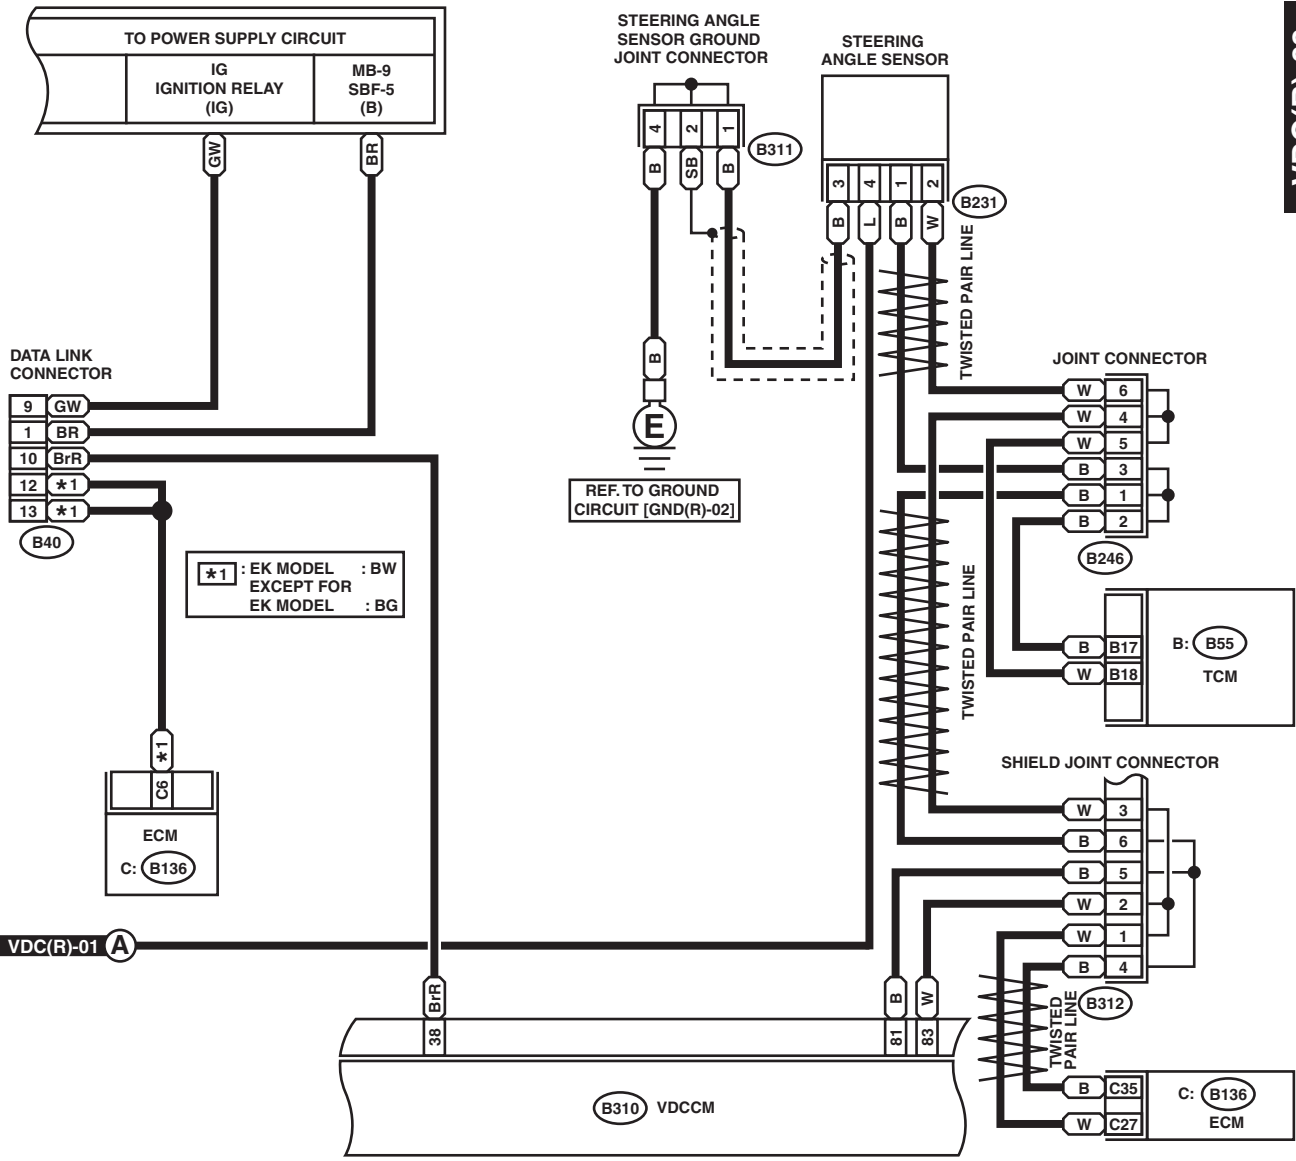 TO POWER SUPPLY CIRCUIT
IG
IGNITION RELAY
(IG)
MB-9
SBF-5
(B)
GW
BR
STEERING ANGLE
SENSOR GROUND
JOINT CONNECTOR
4
2
1
B311
B
SB
B
STEERING
ANGLE SENSOR
3
4
1
2
B231
B
L
B
W
TWISTED PAIR LINE
B
E
REF. TO GROUND
CIRCUIT [GND(R)-02]
DATA LINK
CONNECTOR
9 GW
1 BR
10 BrR
12 *1
13 *1
B40
*1 : EK MODEL : BW
EXCEPT FOR
EK MODEL : BG
*1
C6
ECM
C: B136
JOINT CONNECTOR
W 6
W 4
W 5
B 3
B 1
B 2
B246
TWISTED PAIR LINE
B B17
W B18
B: B55
TCM
SHIELD JOINT CONNECTOR
W 3
B 6
B 5
W 2
W 1
B 4
B312
VDC(R)-01 A
BrR
38
B
81
W
83
TWISTED
PAIR LINE
B310 VDCCM
B C35
W C27
C: B136
ECM